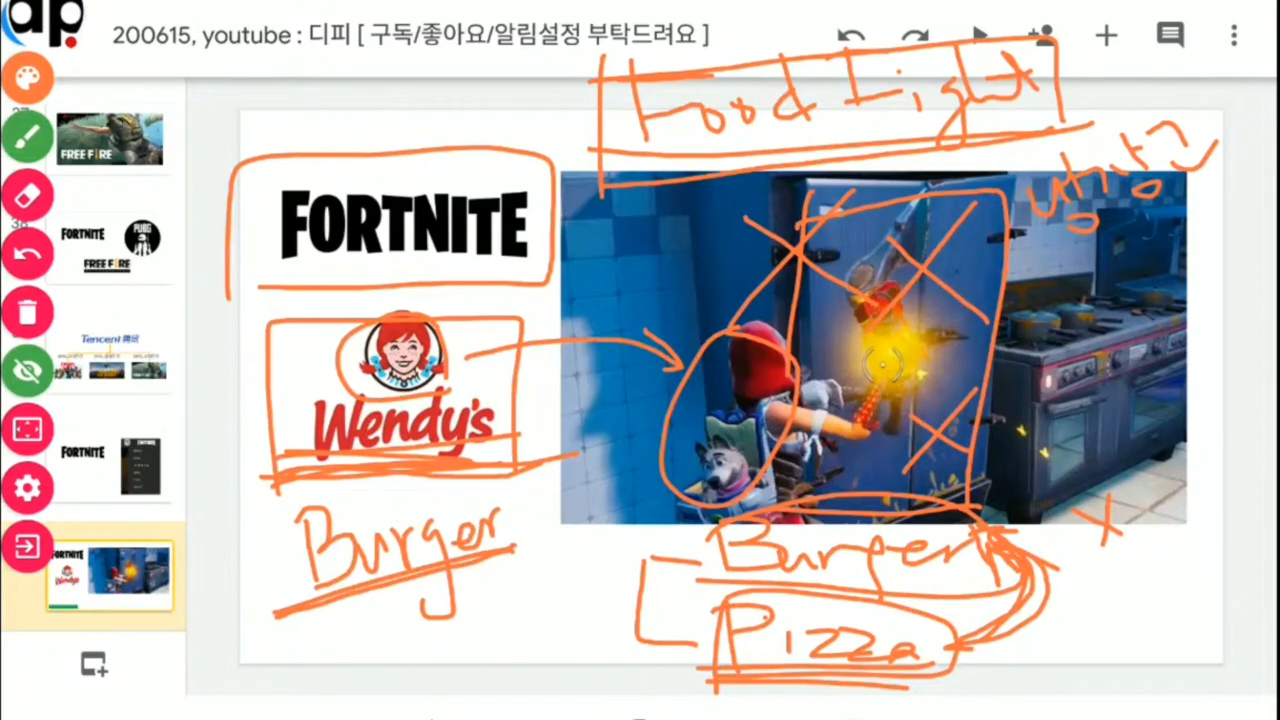 dp
200615, youtube : 디피 [ 구독/좋아요/알림설정 부탁드려요 ]
Food Fight
냉장고
FREE FIRE
FORTNITE
PUBG
FREE FIRE
Tencent 腾讯
FORTNITE
FORTNITE
Wendy's
FORTNITE
Wendy's
Burger
Burger
Pizza